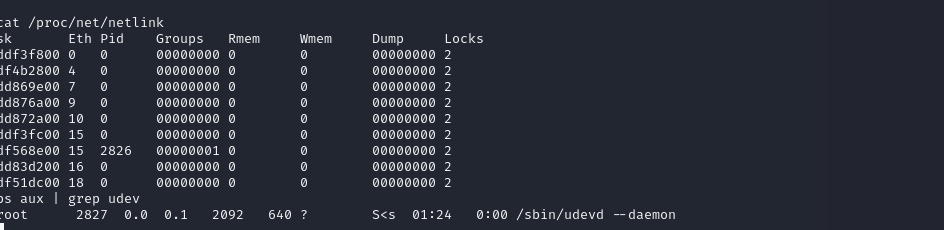 cat /proc/net/netlink
sk       Eth Pid    Groups   Rmem     Wmem     Dump     Locks
ddf3f800 0   0      00000000 0        0        00000000 2
df4b2800 4   0      00000000 0        0        00000000 2
dd869e00 7   0      00000000 0        0        00000000 2
dd876a00 9   0      00000000 0        0        00000000 2
dd872a00 10  0      00000000 0        0        00000000 2
ddf3fc00 15  0      00000000 0        0        00000000 2
df568e00 15  2826   00000001 0        0        00000000 2
dd83d200 16  0      00000000 0        0        00000000 2
df51dc00 18  0      00000000 0        0        00000000 2
ps aux | grep udev
root      2827  0.0  0.1   2092   640 ?        S<s  01:24   0:00 /sbin/udevd --daemon